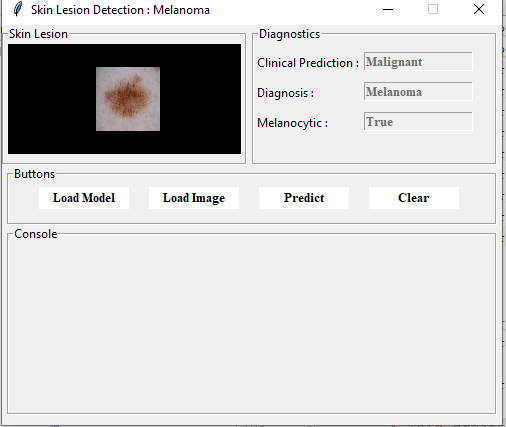 Skin Lesion Detection : Melanoma
Skin Lesion
Diagnostics
Clinical Prediction : Malignant
Diagnosis : Melanoma
Melanocytic : True
Buttons
Load Model Load Image Predict Clear
Console